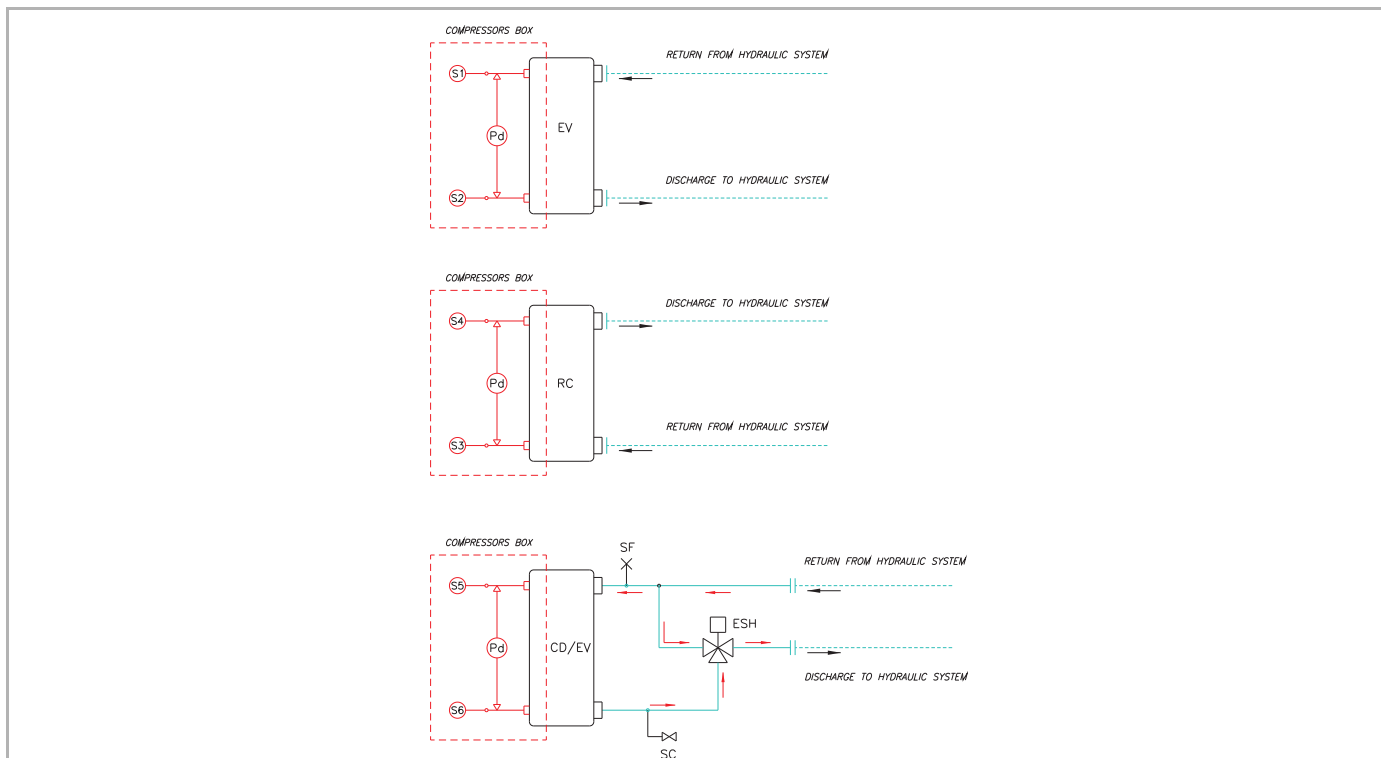 COMPRESSORS BOX
S1
RETURN FROM HYDRAULIC SYSTEM
Pd
EV
S2
DISCHARGE TO HYDRAULIC SYSTEM
COMPRESSORS BOX
S4
DISCHARGE TO HYDRAULIC SYSTEM
Pd
RC
S3
RETURN FROM HYDRAULIC SYSTEM
COMPRESSORS BOX
SF
S5
RETURN FROM HYDRAULIC SYSTEM
ESH
Pd
CD/EV
DISCHARGE TO HYDRAULIC SYSTEM
S6
SC